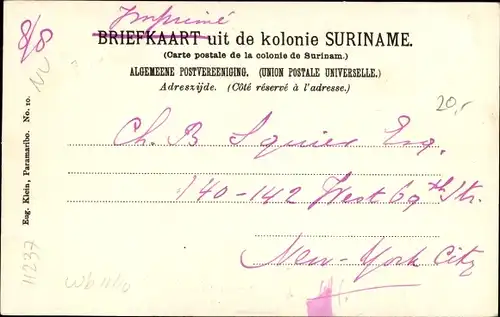 Imprimé
BRIEFKAART uit de kolonie SURINAME.
(Carte postale de la colonie de Surinam.)
ALGEMEENE POSTVEREENIGING. (UNION POSTALE UNIVERSELLE.)
Adreszijde. (Côté réservé à l'adresse.)
8/8
20,-
Ch. B Squier Esq.
140-142 West 69th Str.
New-York City
Eug. Klein, Paramaribo. No. 10.
11237